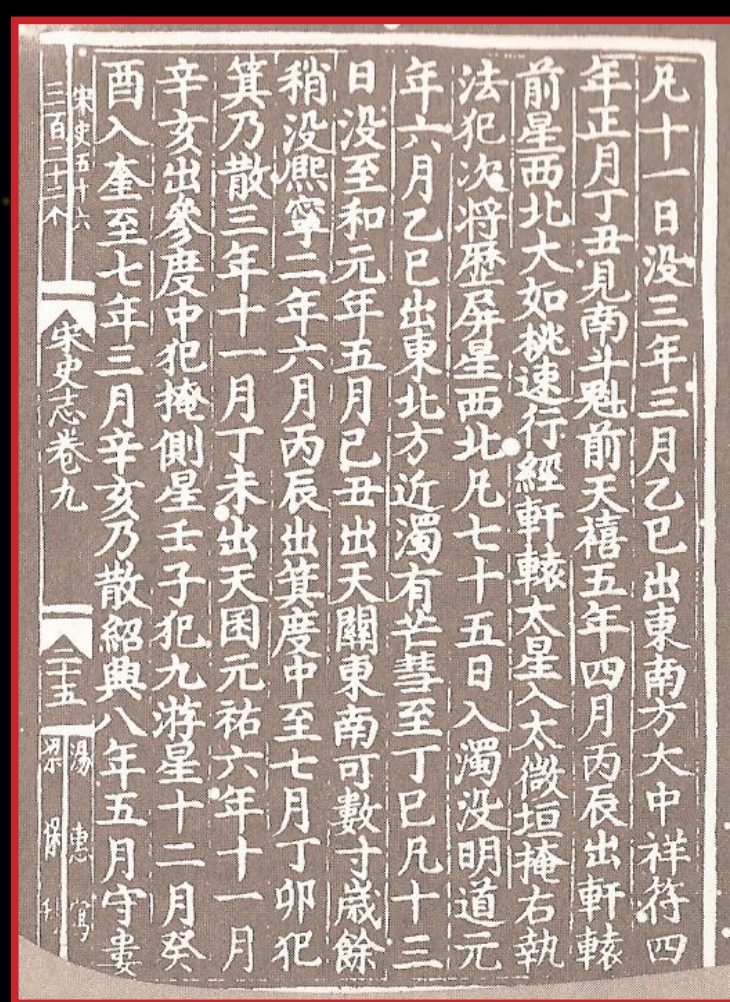 凡十一日没三年三月乙巳出東南方大中祥符四
年正月丁丑見南斗魁前天禧五年四月丙辰出軒轅
前星西北大如桃速行經軒轅太星入太微垣掩右執
法犯次将歷屏星西北凡七十五日入濁没明道元
年六月乙巳出東北方近濁有芒彗至丁巳凡十三
日没至和元年五月己丑出天關東南可數寸歲餘
稍没熈寧二年六月丙辰出箕度中至七月丁卯犯
箕乃散三年十一月丁未出天囷元祐六年十一月
辛亥出參度中犯掩側星壬子犯九斿星十二月癸
酉入奎至七年三月辛亥乃散紹興八年五月守婁
宋史五十六
三百二十二个
宋史志卷九
二十五
湯惠寫